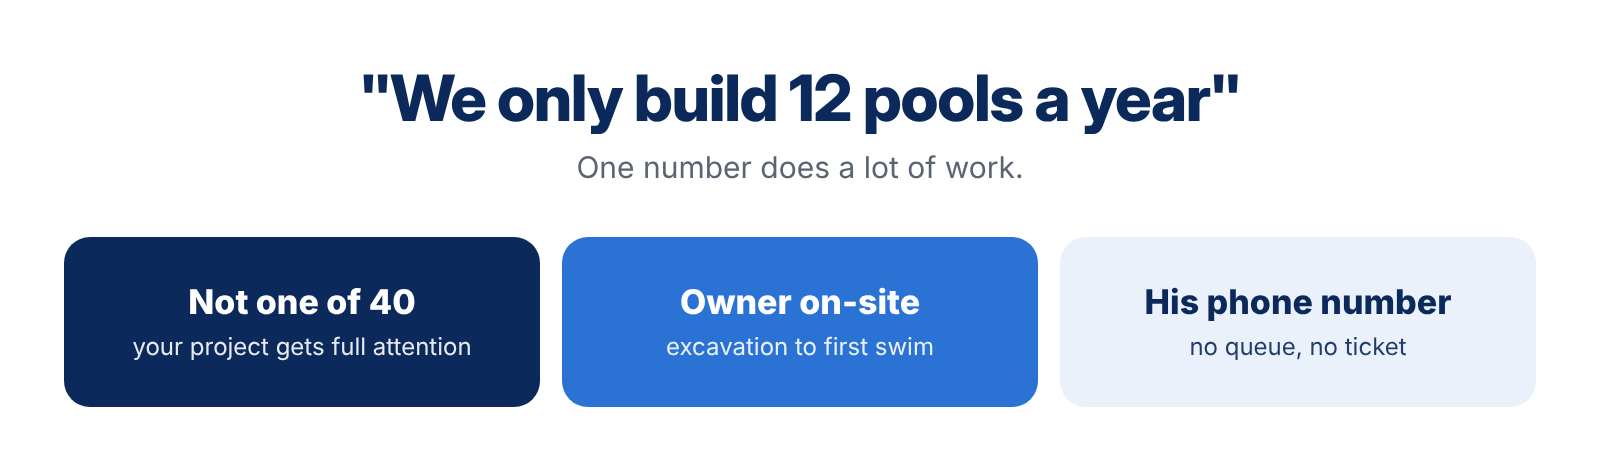 "We only build 12 pools a year"
One number does a lot of work.
Not one of 40
your project gets full attention
Owner on-site
excavation to first swim
His phone number
no queue, no ticket